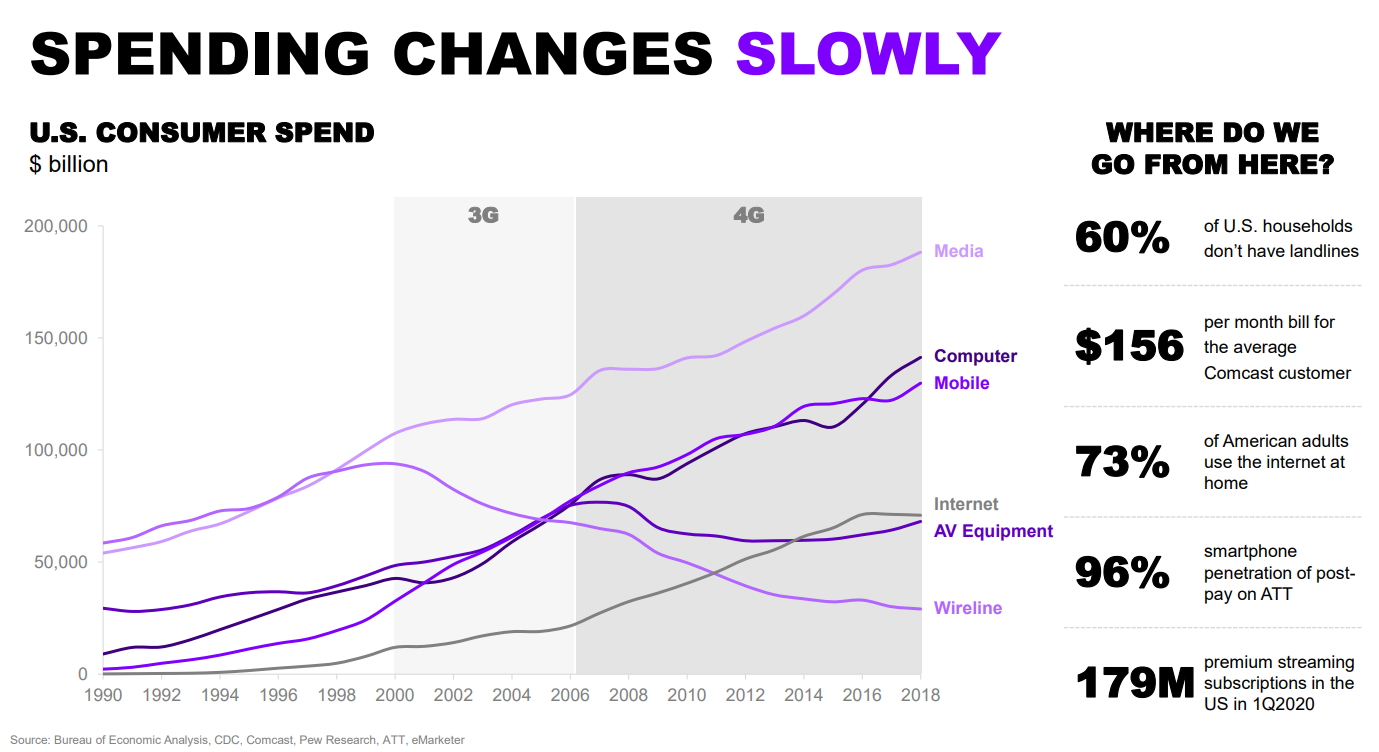 SPENDING CHANGES SLOWLY
U.S. CONSUMER SPEND
$ billion
200,000
150,000
100,000
50,000
0
3G
4G
Media
Computer
Mobile
Internet
AV Equipment
Wireline
1990 1992 1994 1996 1998 2000 2002 2004 2006 2008 2010 2012 2014 2016 2018
WHERE DO WE
GO FROM HERE?
60%
of U.S. households
don’t have landlines
$156
per month bill for
the average
Comcast customer
73%
of American adults
use the internet at
home
96%
smartphone
penetration of post-
pay on ATT
179M
premium streaming
subscriptions in the
US in 1Q2020
Source: Bureau of Economic Analysis, CDC, Comcast, Pew Research, ATT, eMarketer